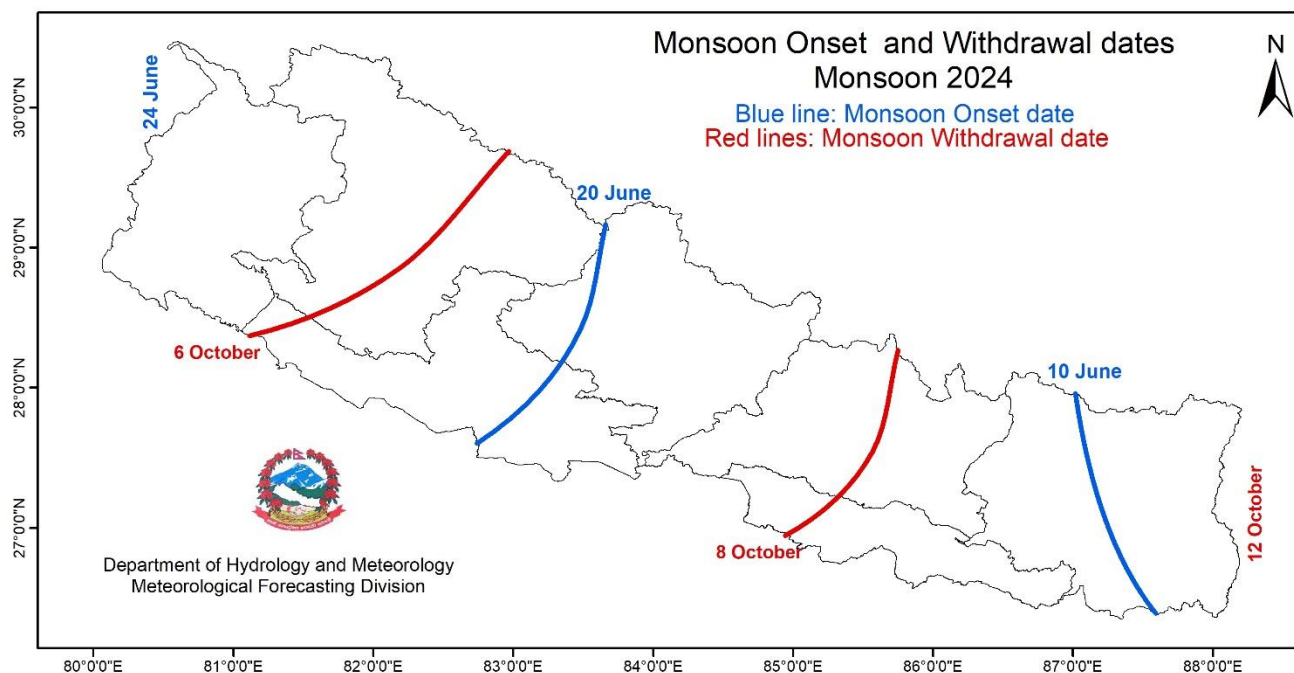 Monsoon Onset and Withdrawal dates
Monsoon 2024
Blue line: Monsoon Onset date
Red lines: Monsoon Withdrawal date
N
24 June
20 June
10 June
6 October
8 October
12 October
Department of Hydrology and Meteorology
Meteorological Forecasting Division
30°0'0"N
29°0'0"N
28°0'0"N
27°0'0"N
80°0'0"E 81°0'0"E 82°0'0"E 83°0'0"E 84°0'0"E 85°0'0"E 86°0'0"E 87°0'0"E 88°0'0"E